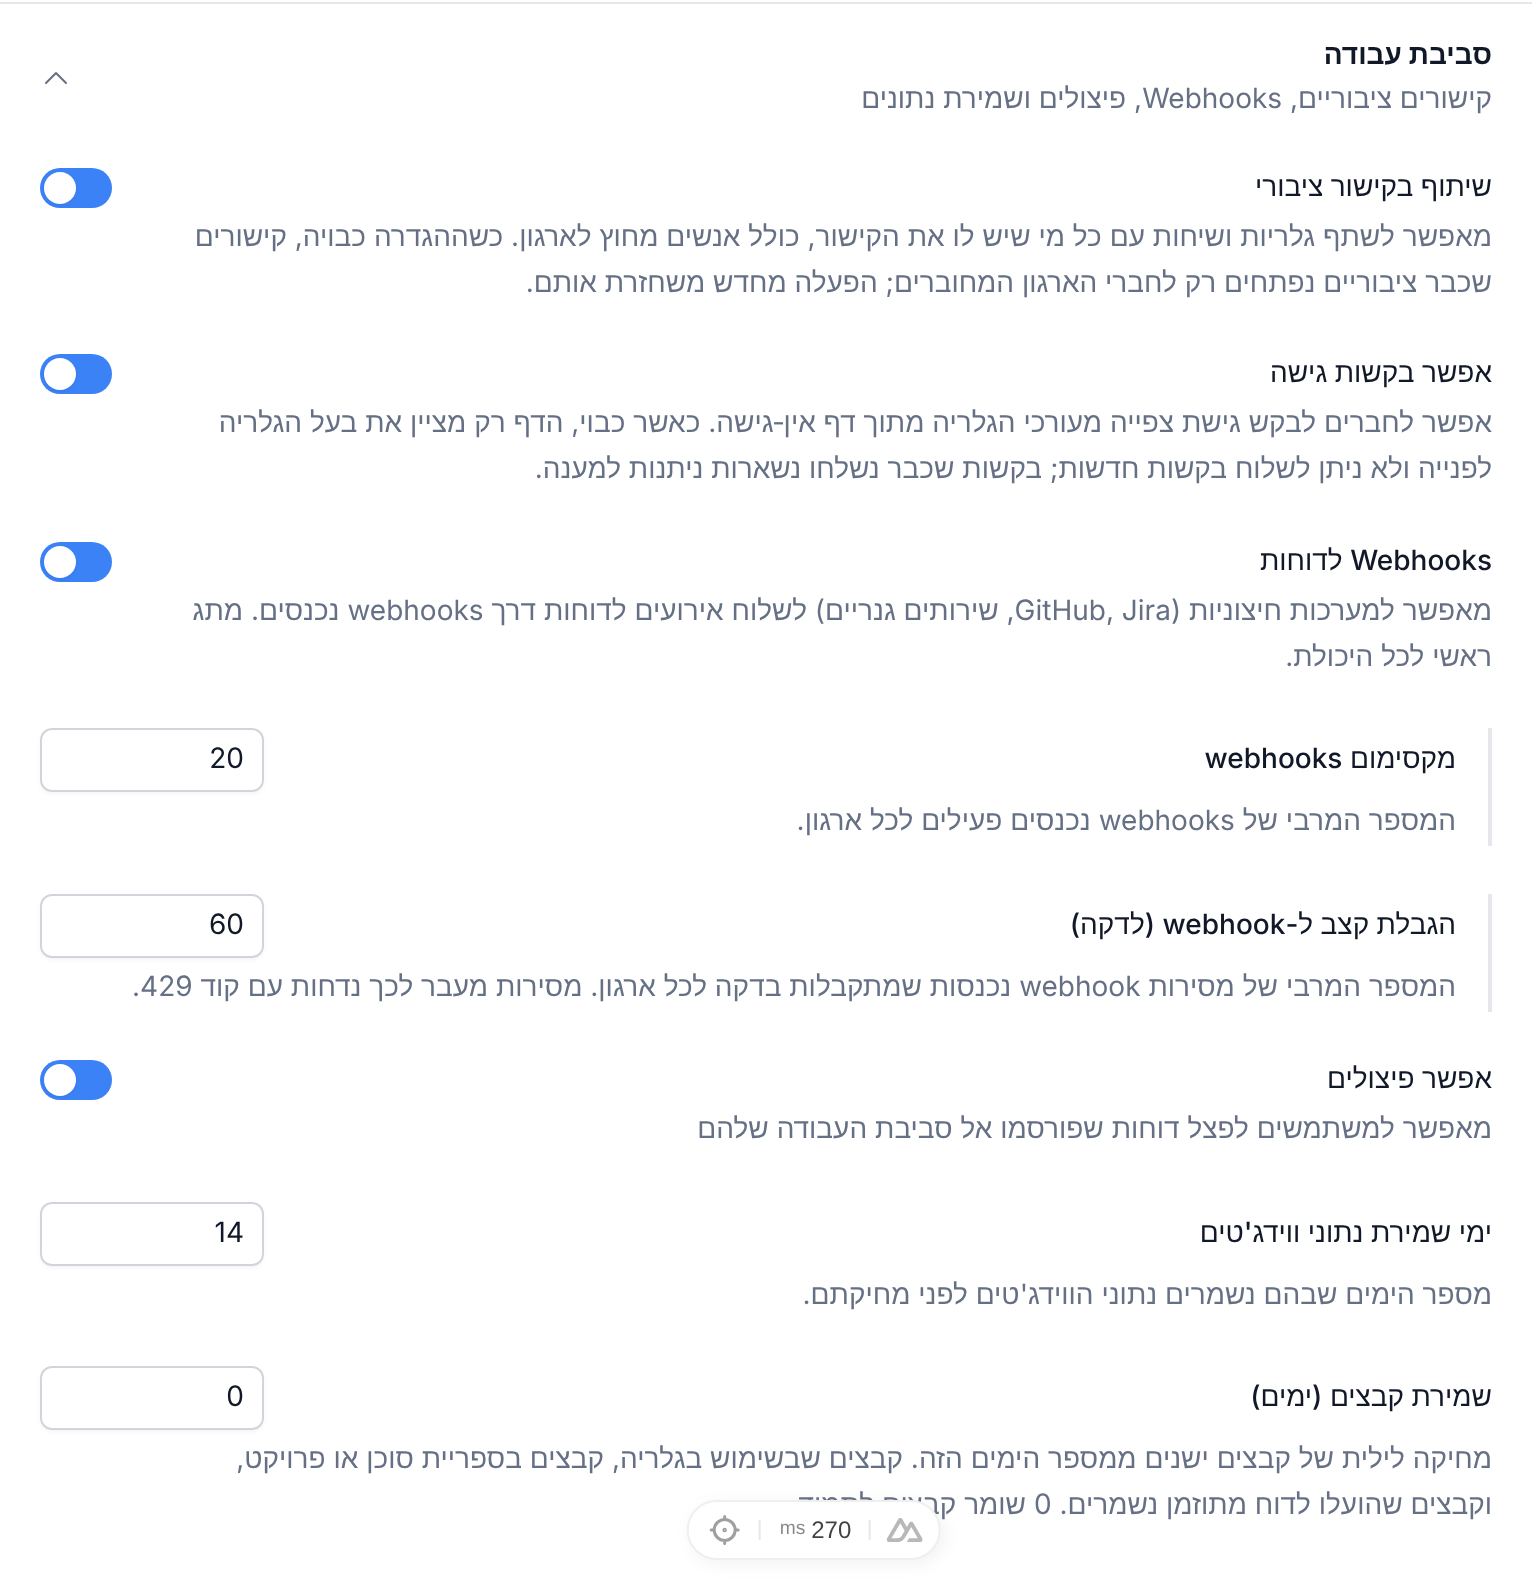 סביבת עבודה
קישורים ציבוריים, Webhooks, פיצולים ושמירת נתונים
שיתוף בקישור ציבורי
מאפשר לשתף גלריות ושיחות עם כל מי שיש לו את הקישור, כולל אנשים מחוץ לארגון. כשההגדרה כבויה, קישורים
שכבר ציבוריים נפתחים רק לחברי הארגון המחוברים; הפעלה מחדש משחזרת אותם.
אפשר בקשות גישה
אפשר לחברים לבקש גישת צפייה מעורכי הגלריה מתוך דף אין-גישה. כאשר כבוי, הדף רק מציין את בעל הגלריה
לפנייה ולא ניתן לשלוח בקשות חדשות; בקשות שכבר נשלחו נשארות ניתנות למענה.
Webhooks לדוחות
מאפשר למערכות חיצוניות (GitHub, Jira, שירותים גנריים) לשלוח אירועים לדוחות דרך webhooks נכנסים. מתג
ראשי לכל היכולת.
מקסימום webhooks
20
המספר המרבי של webhooks נכנסים פעילים לכל ארגון.
הגבלת קצב ל-webhook (לדקה)
60
המספר המרבי של מסירות webhook נכנסות שמתקבלות בדקה לכל ארגון. מסירות מעבר לכך נדחות עם קוד 429.
אפשר פיצולים
מאפשר למשתמשים לפצל דוחות שפורסמו אל סביבת העבודה שלהם
ימי שמירת נתוני ווידג'טים
14
מספר הימים שבהם נשמרים נתוני הווידג'טים לפני מחיקתם.
שמירת קבצים (ימים)
0
מחיקה לילית של קבצים ישנים ממספר הימים הזה. קבצים שבשימוש בגלריה, קבצים בספריית סוכן או פרויקט,
וקבצים שהועלו לדוח מתוזמן נשמרים. 0 שומר
270 ms